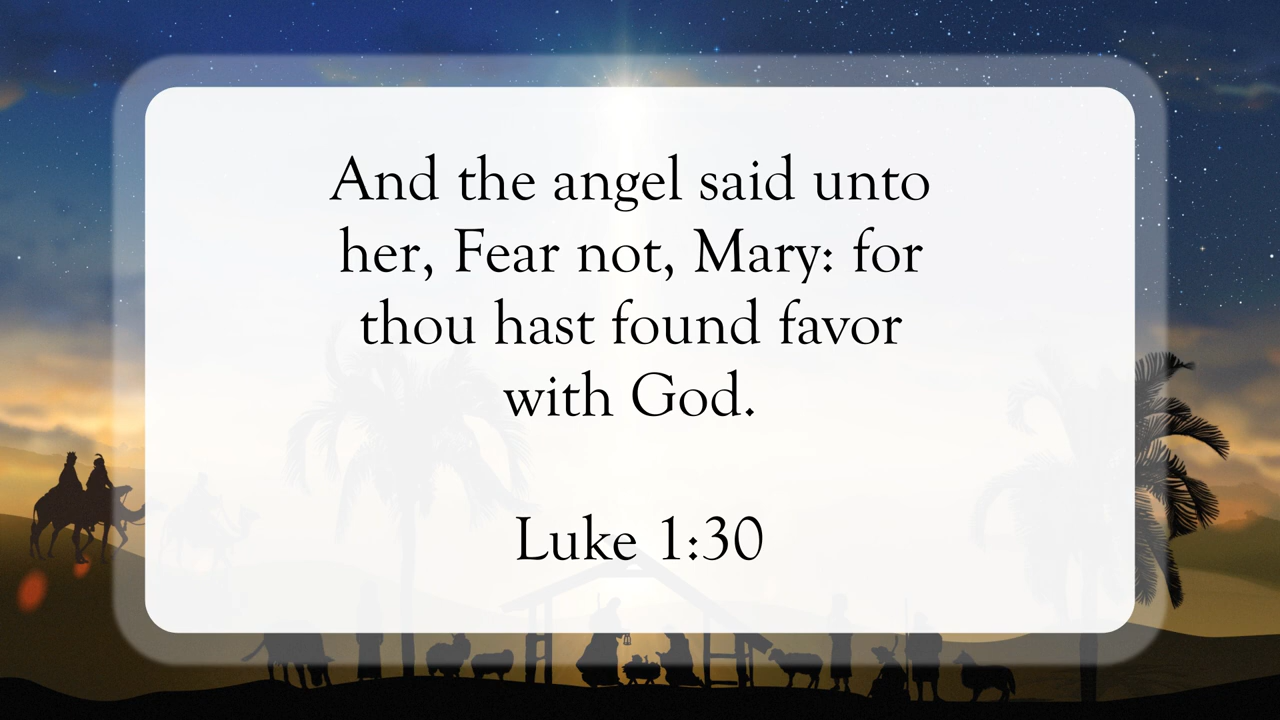 And the angel said unto
her, Fear not, Mary: for
thou hast found favor
with God.
Luke 1:30